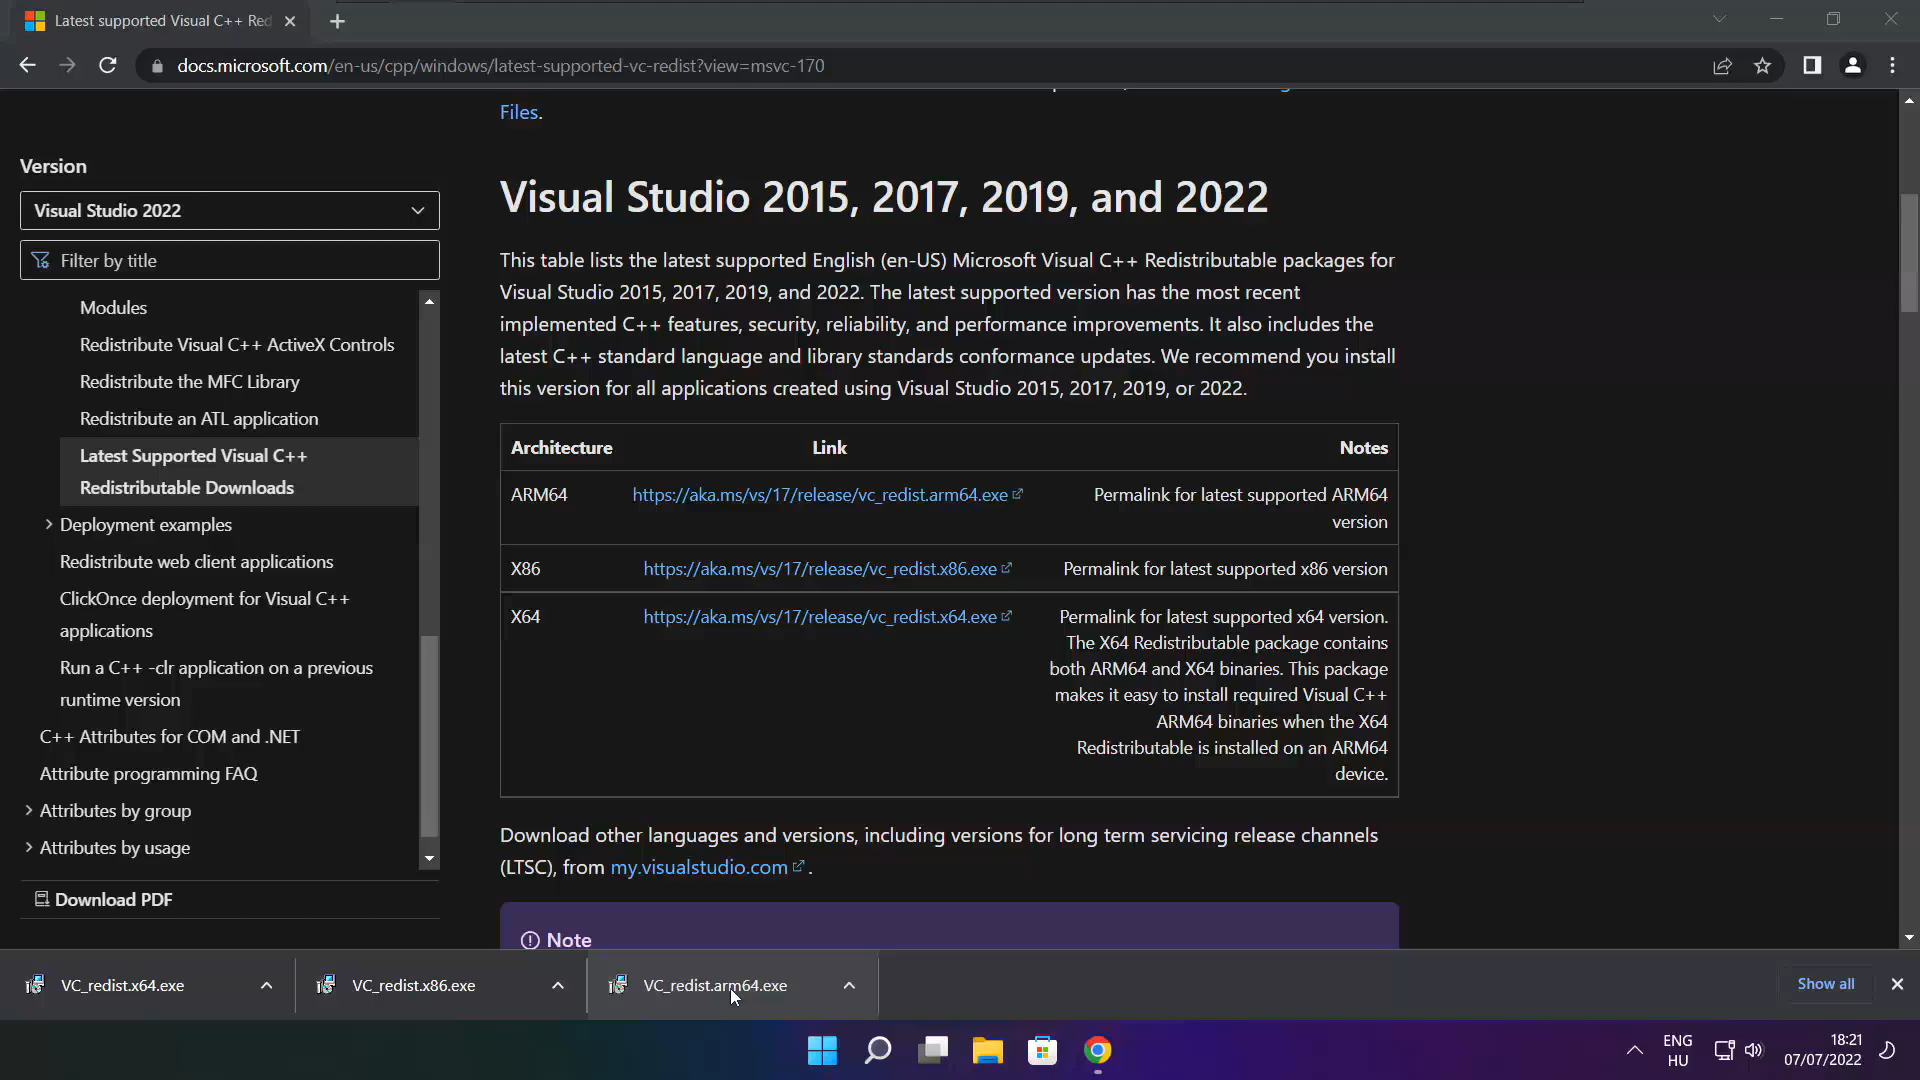 Latest supported Visual C++ Red
docs.microsoft.com/en-us/cpp/windows/latest-supported-vc-redist?view=msvc-170
Files.
Version
Visual Studio 2022
Filter by title
Modules
Redistribute Visual C++ ActiveX Controls
Redistribute the MFC Library
Redistribute an ATL application
Latest Supported Visual C++
Redistributable Downloads
Deployment examples
Redistribute web client applications
ClickOnce deployment for Visual C++
applications
Run a C++ -clr application on a previous
runtime version
C++ Attributes for COM and .NET
Attribute programming FAQ
Attributes by group
Attributes by usage
Download PDF
Visual Studio 2015, 2017, 2019, and 2022
This table lists the latest supported English (en-US) Microsoft Visual C++ Redistributable packages for
Visual Studio 2015, 2017, 2019, and 2022. The latest supported version has the most recent
implemented C++ features, security, reliability, and performance improvements. It also includes the
latest C++ standard language and library standards conformance updates. We recommend you install
this version for all applications created using Visual Studio 2015, 2017, 2019, or 2022.
Architecture Link Notes
ARM64 https://aka.ms/vs/17/release/vc_redist.arm64.exe Permalink for latest supported ARM64
version
X86 https://aka.ms/vs/17/release/vc_redist.x86.exe Permalink for latest supported x86 version
X64 https://aka.ms/vs/17/release/vc_redist.x64.exe Permalink for latest supported x64 version.
The X64 Redistributable package contains
both ARM64 and X64 binaries. This package
makes it easy to install required Visual C++
ARM64 binaries when the X64
Redistributable is installed on an ARM64
device.
Download other languages and versions, including versions for long term servicing release channels
(LTSC), from my.visualstudio.com .
Note
VC_redist.x64.exe
VC_redist.x86.exe
VC_redist.arm64.exe
Show all
ENG
HU
18:21
07/07/2022